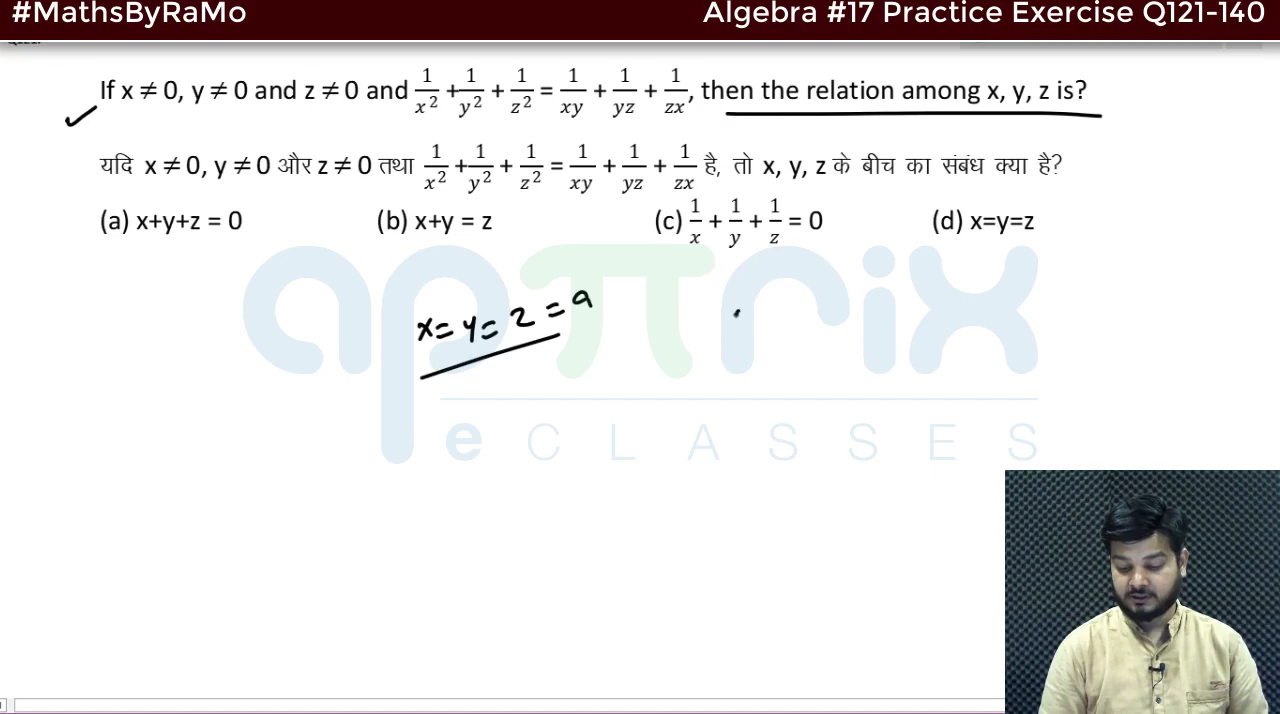 #MathsByRaMo
Algebra #17 Practice Exercise Q121-140
If x ≠ 0, y ≠ 0 and z ≠ 0 and 1/x² + 1/y² + 1/z² = 1/xy + 1/yz + 1/zx, then the relation among x, y, z is?
यदि x ≠ 0, y ≠ 0 और z ≠ 0 तथा 1/x² + 1/y² + 1/z² = 1/xy + 1/yz + 1/zx है, तो x, y, z के बीच का संबंध क्या है?
(a) x+y+z = 0 (b) x+y = z (c) 1/x + 1/y + 1/z = 0 (d) x=y=z
x = y = z = a
apπrix
e CLASSES